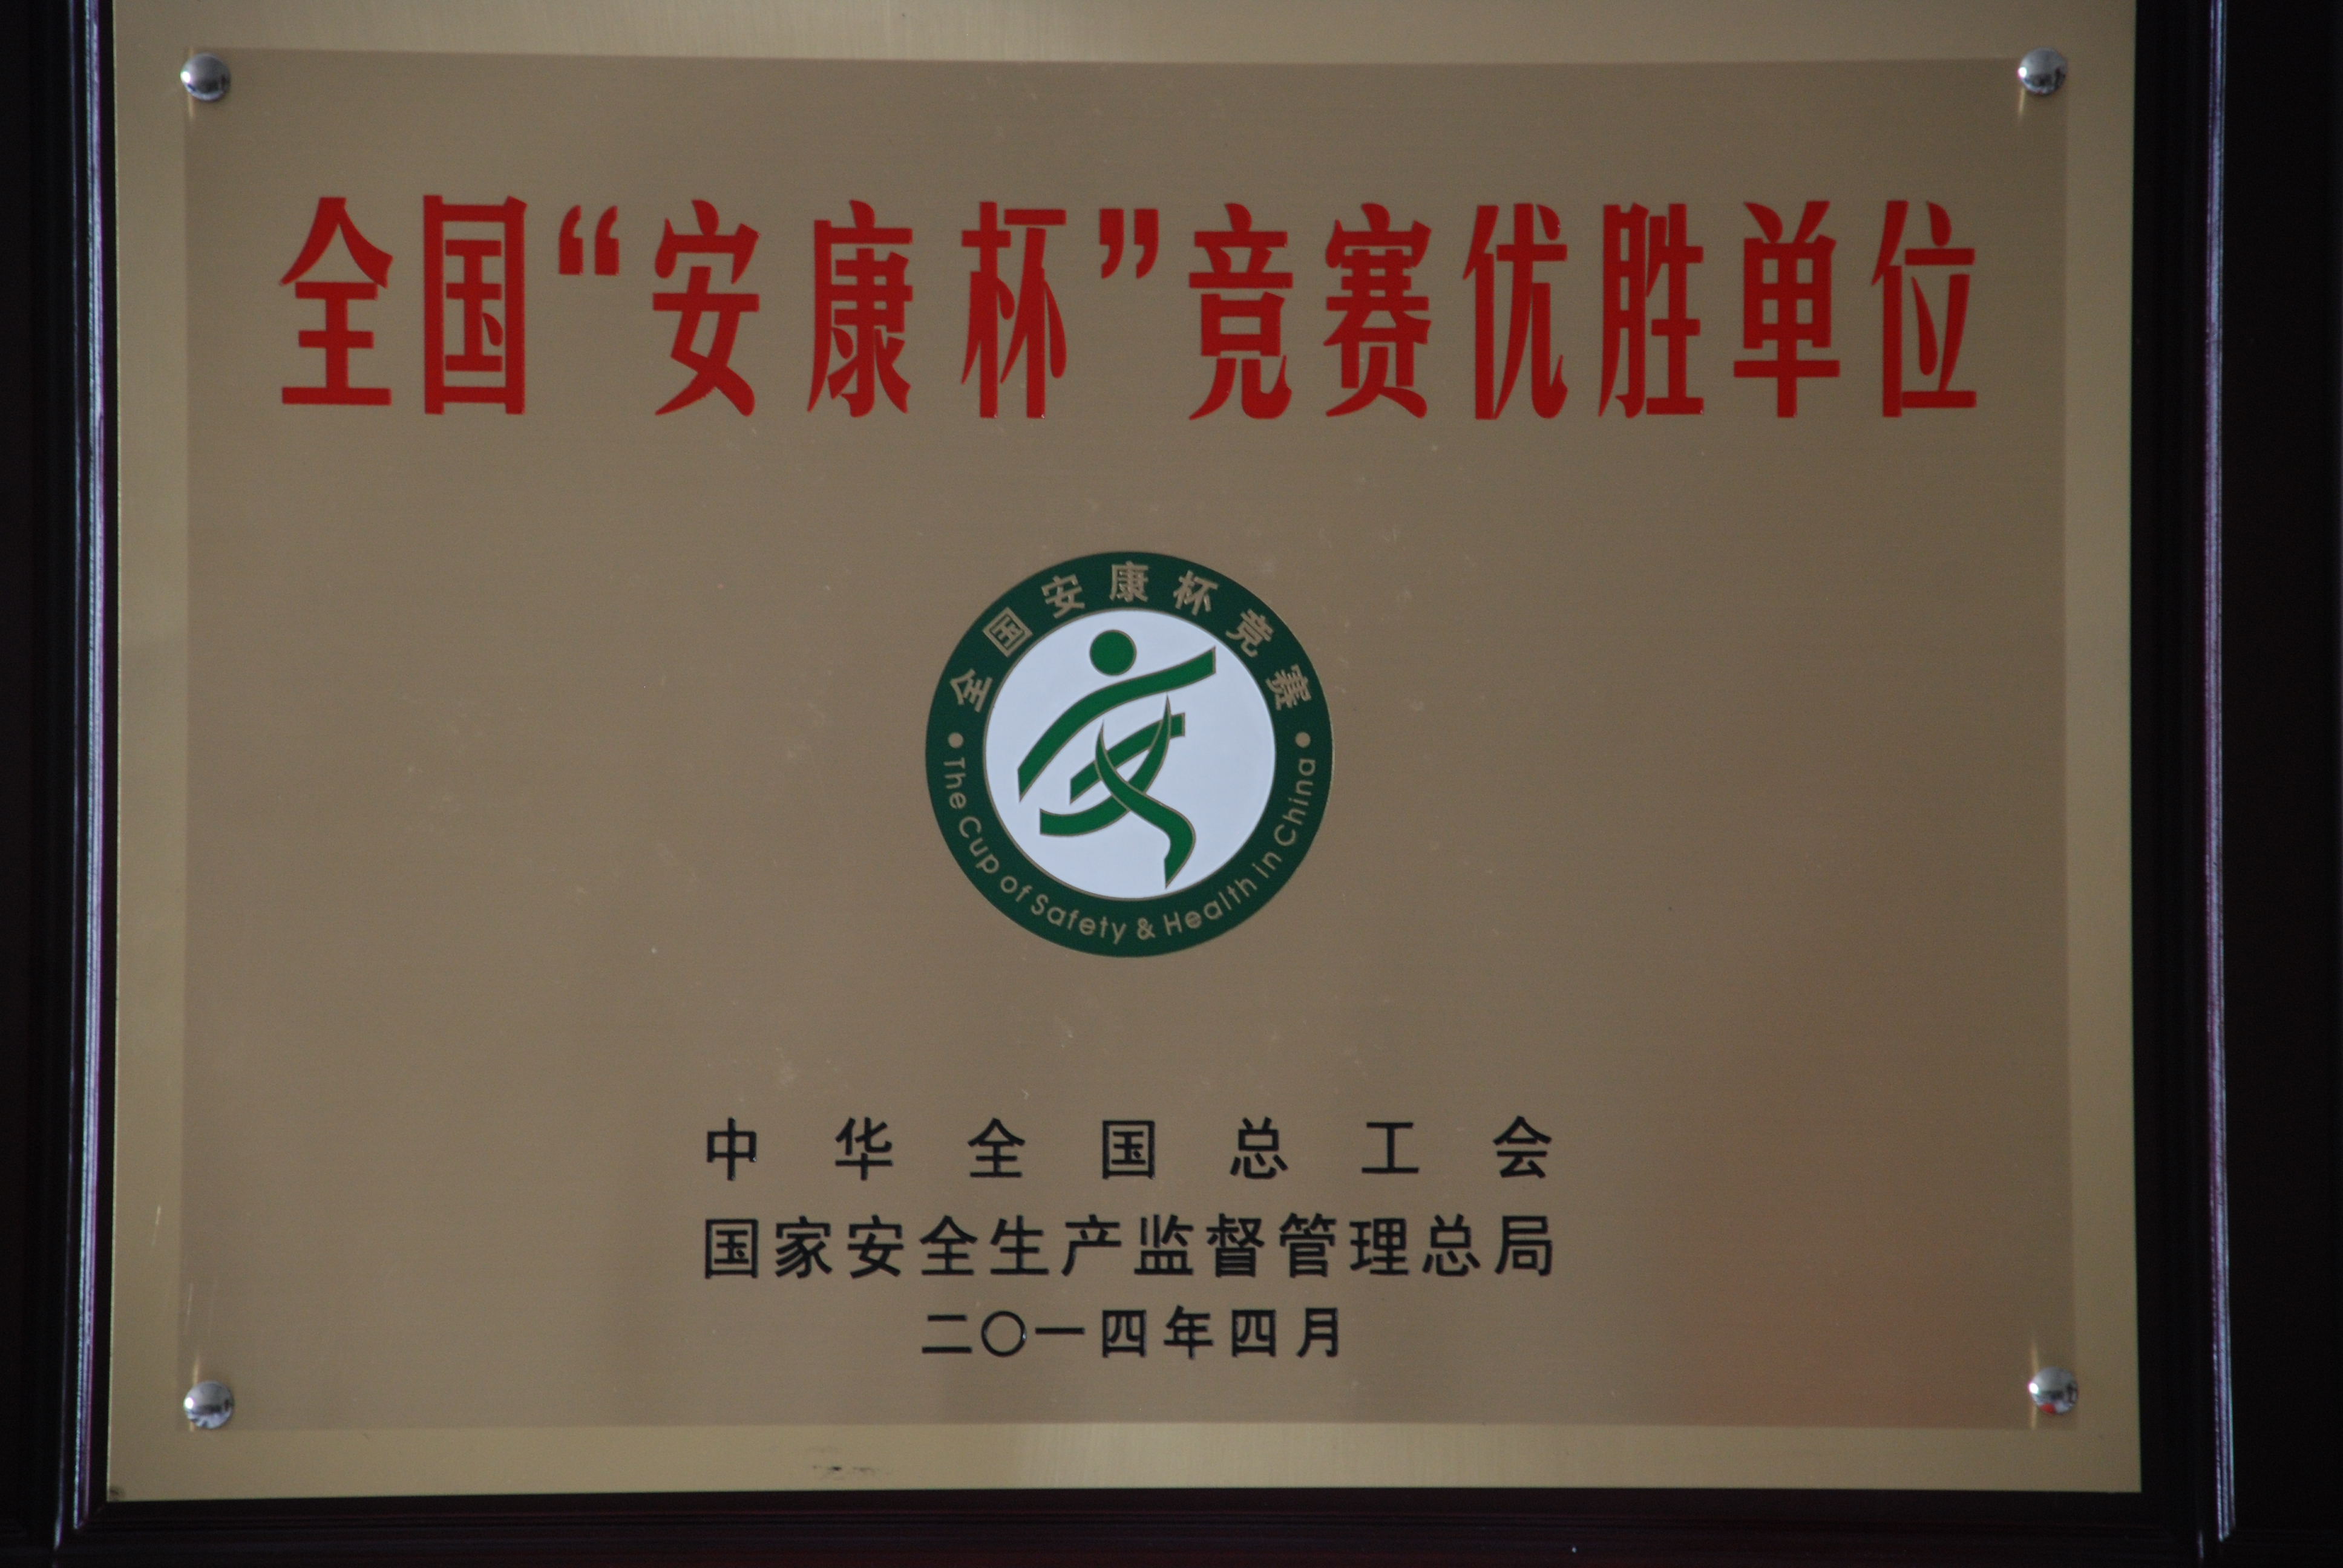 全国“安康杯”竞赛优胜单位
全国安康杯竞赛
The Cup of Safety & Health in China
中华全国总工会
国家安全生产监督管理总局
二〇一四年四月